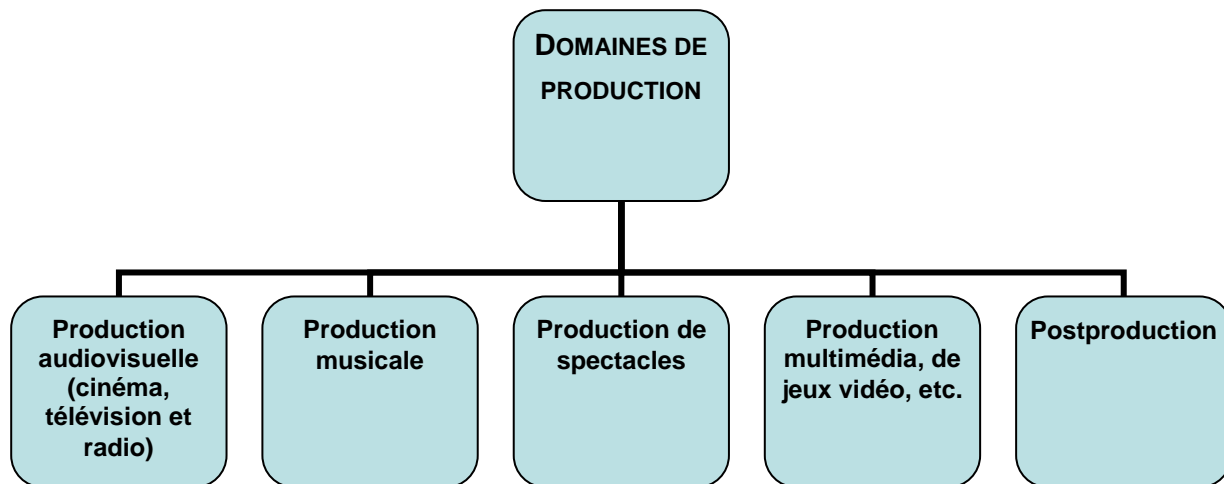 DOMAINES DE
PRODUCTION
Production
audiovisuelle
(cinéma,
télévision et
radio)
Production
musicale
Production de
spectacles
Production
multimédia, de
jeux vidéo, etc.
Postproduction